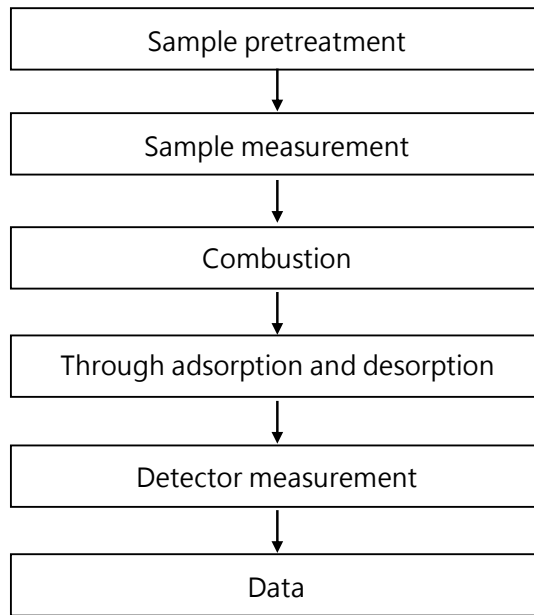 Sample pretreatment
Sample measurement
Combustion
Through adsorption and desorption
Detector measurement
Data